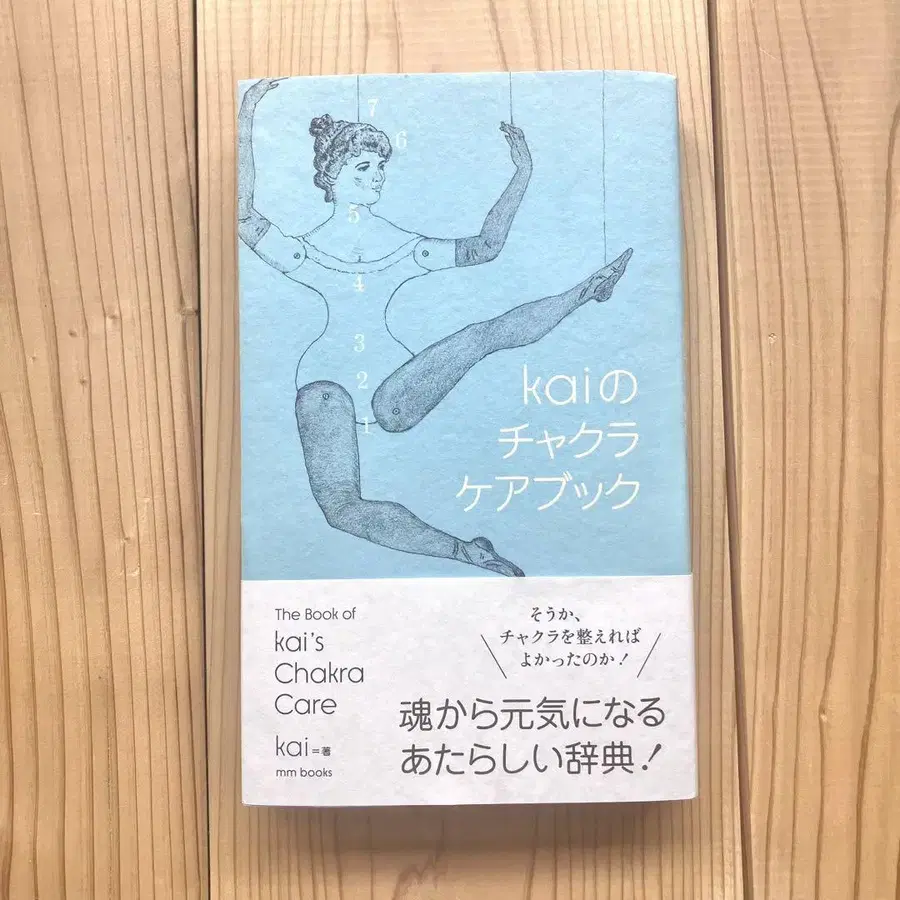 7
6
5
4
3
2
1
kaiの
チャクラ
ケアブック
The Book of
kai's
Chakra
Care
kai=著
mm books
そうか、
チャクラを整えれば
よかったのか!
魂から元気になる
あたらしい辞典!